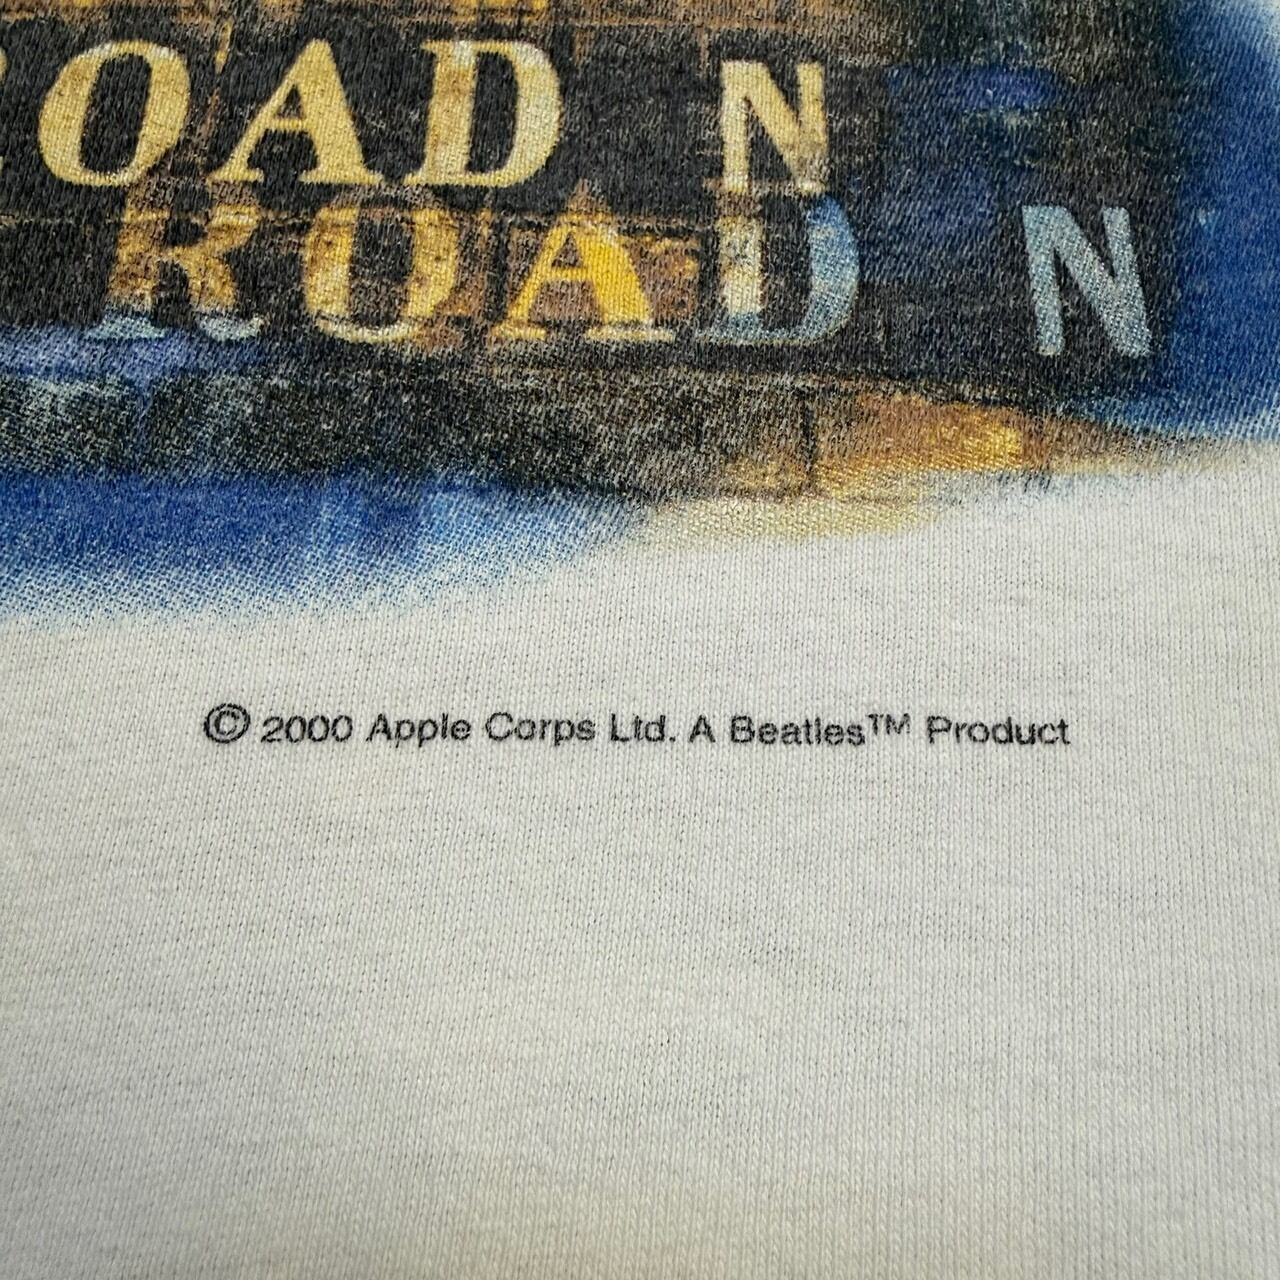 ROAD N
ROAD N
© 2000 Apple Corps Ltd. A Beatles™ Product